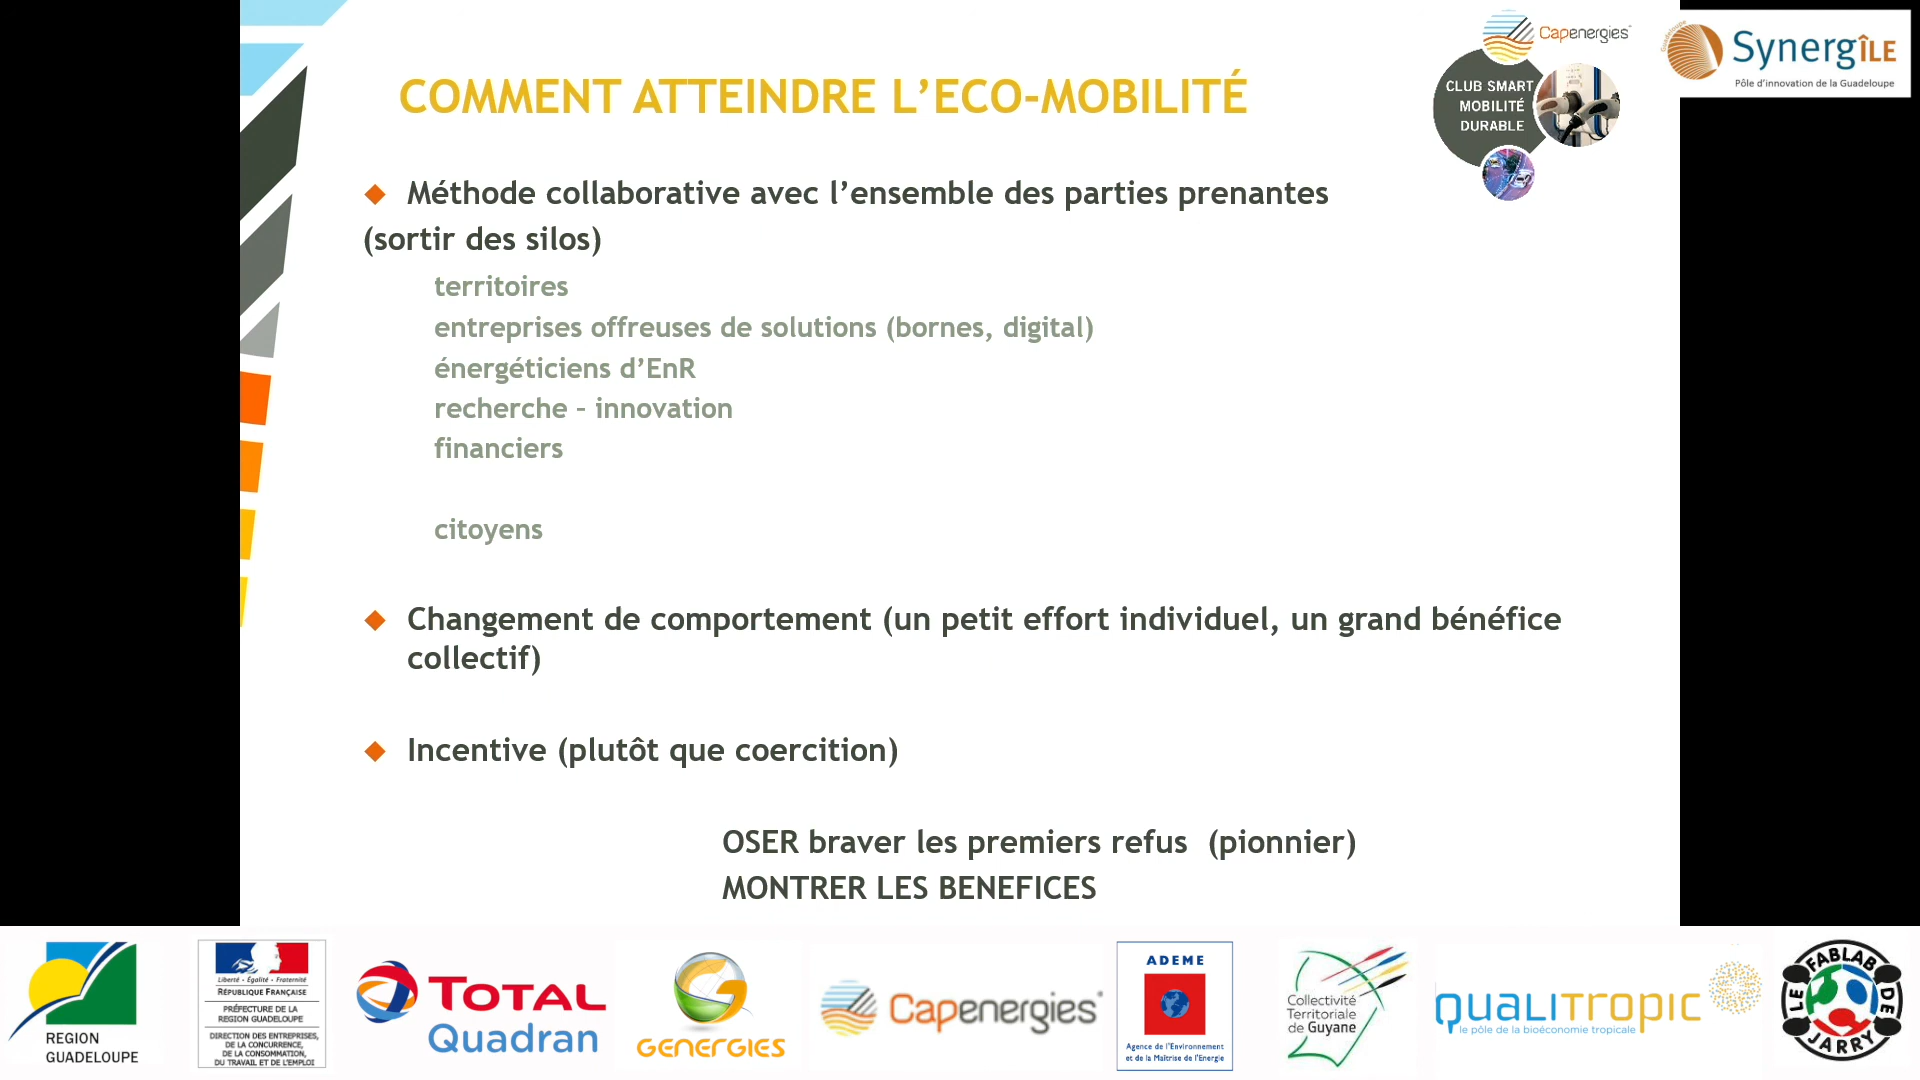 COMMENT ATTEINDRE L’ECO-MOBILITÉ
Capenergies
CLUB SMART
MOBILITÉ
DURABLE
Guadeloupe
SynergÎLE
Pôle d'innovation de la Guadeloupe
Méthode collaborative avec l’ensemble des parties prenantes
(sortir des silos)
territoires
entreprises offreuses de solutions (bornes, digital)
énergéticiens d’EnR
recherche – innovation
financiers
citoyens
Changement de comportement (un petit effort individuel, un grand bénéfice
collectif)
Incentive (plutôt que coercition)
OSER braver les premiers refus (pionnier)
MONTRER LES BENEFICES
REGION
GUADELOUPE
Liberté • Égalité • Fraternité
RÉPUBLIQUE FRANÇAISE
PRÉFECTURE DE LA
REGION GUADELOUPE
DIRECTION DES ENTREPRISES,
DE LA CONCURRENCE,
DE LA CONSOMMATION,
DU TRAVAIL ET DE L'EMPLOI
TOTAL
Quadran
GENERGIES
Capenergies
ADEME
Agence de l'Environnement
et de la Maîtrise de l'Energie
Collectivité
Territoriale
de Guyane
QUALITROPIC
le pôle de la bioéconomie tropicale
LE FABLAB DE JARRY